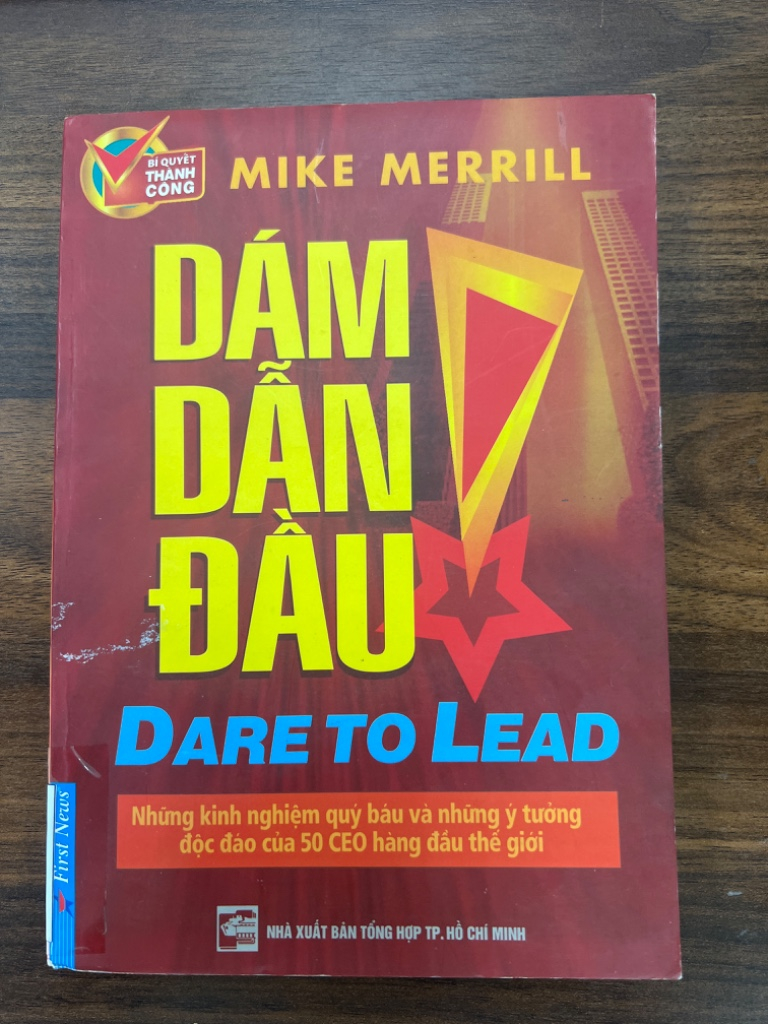 BÍ QUYẾT
THÀNH
CÔNG
MIKE MERRILL
DÁM
DẪN
ĐẦU
DARE TO LEAD
Những kinh nghiệm quý báu và những ý tưởng
độc đáo của 50 CEO hàng đầu thế giới
First News
NHÀ XUẤT BẢN TỔNG HỢP TP. HỒ CHÍ MINH